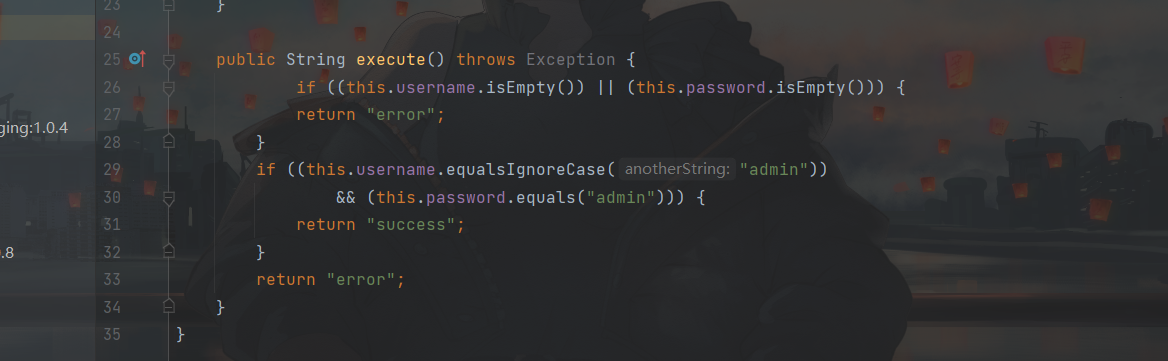 23 }
24
25 public String execute() throws Exception {
26 if ((this.username.isEmpty()) || (this.password.isEmpty())) {
ging:1.0.4
27 return "error";
28 }
29 if ((this.username.equalsIgnoreCase( anotherString: "admin"))
30 && (this.password.equals("admin"))) {
31 return "success";
32 }
0.8
33 return "error";
34 }
35 }